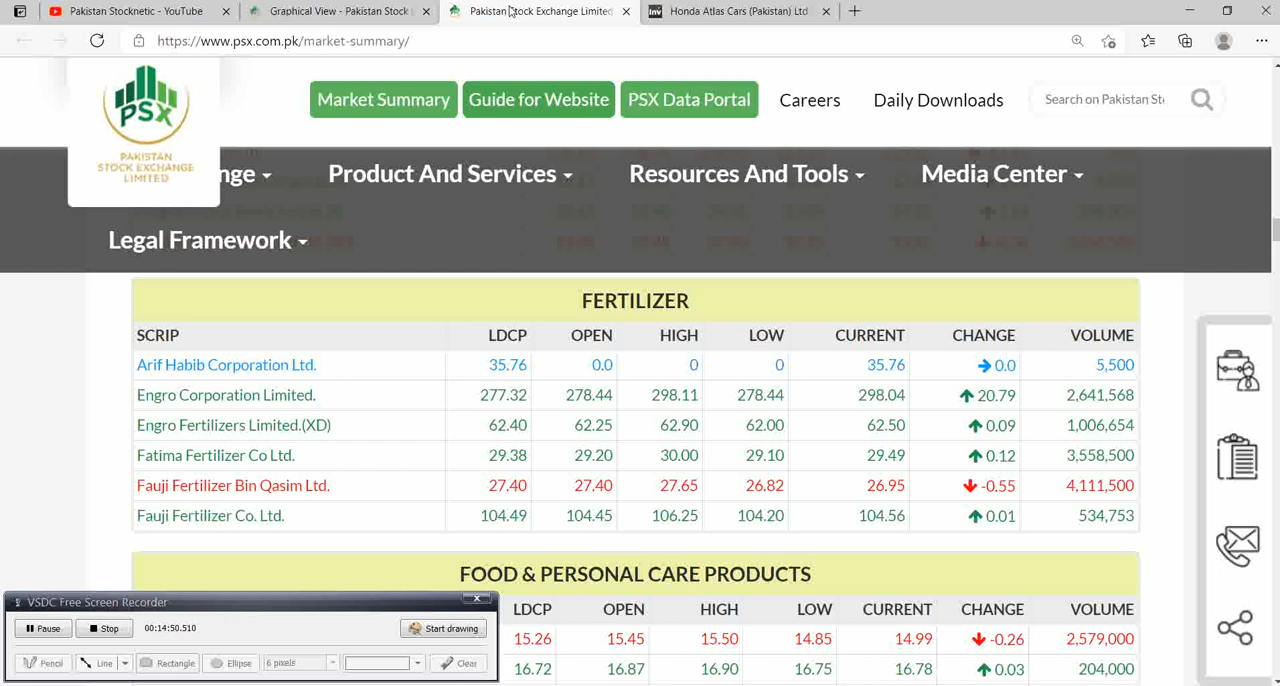 Pakistan Stocknetic - YouTube
Graphical View - Pakistan Stock
Pakistan Stock Exchange Limited
Inv Honda Atlas Cars (Pakistan) Ltd
https://www.psx.com.pk/market-summary/
PSX
PAKISTAN
STOCK EXCHANGE
LIMITED
Market Summary Guide for Website PSX Data Portal Careers Daily Downloads Search on Pakistan Sto
nge Product And Services Resources And Tools Media Center
Legal Framework
FERTILIZER
SCRIP LDCP OPEN HIGH LOW CURRENT CHANGE VOLUME
Arif Habib Corporation Ltd. 35.76 0.0 0 0 35.76 0.0 5,500
Engro Corporation Limited. 277.32 278.44 298.11 278.44 298.04 20.79 2,641,568
Engro Fertilizers Limited.(XD) 62.40 62.25 62.90 62.00 62.50 0.09 1,006,654
Fatima Fertilizer Co Ltd. 29.38 29.20 30.00 29.10 29.49 0.12 3,558,500
Fauji Fertilizer Bin Qasim Ltd. 27.40 27.40 27.65 26.82 26.95 -0.55 4,111,500
Fauji Fertilizer Co. Ltd. 104.49 104.45 106.25 104.20 104.56 0.01 534,753
FOOD & PERSONAL CARE PRODUCTS
LDCP OPEN HIGH LOW CURRENT CHANGE VOLUME
15.26 15.45 15.50 14.85 14.99 -0.26 2,579,000
16.72 16.87 16.90 16.75 16.78 0.03 204,000
VSDC Free Screen Recorder
Pause Stop 00:14:50.510 Start drawing
Pencil Line Rectangle Ellipse 6 pixels Clear